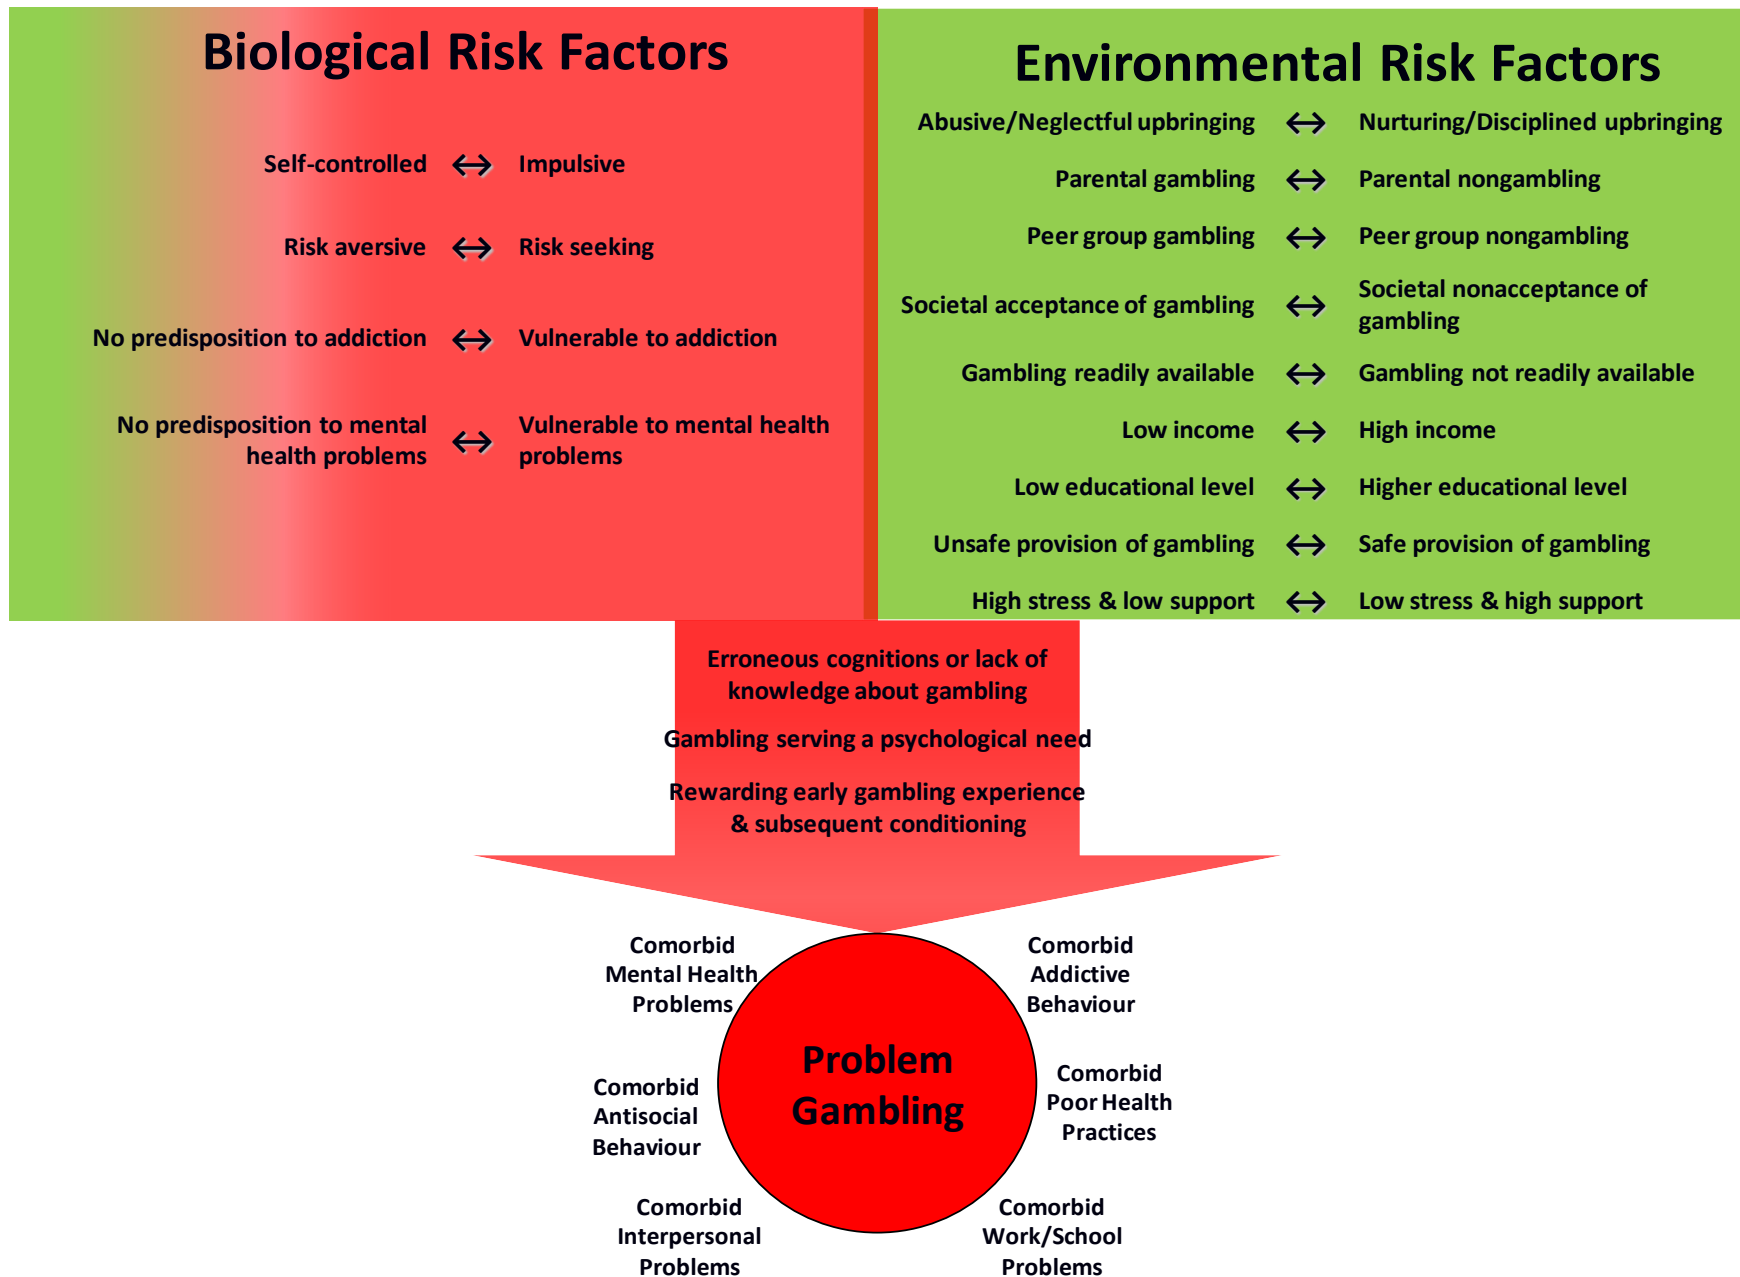 Biological Risk Factors
Self-controlled ↔ Impulsive
Risk aversive ↔ Risk seeking
No predisposition to addiction ↔ Vulnerable to addiction
No predisposition to mental
health problems
↔
Vulnerable to mental health
problems
Environmental Risk Factors
Abusive/Neglectful upbringing ↔ Nurturing/Disciplined upbringing
Parental gambling ↔ Parental nongambling
Peer group gambling ↔ Peer group nongambling
Societal acceptance of gambling ↔ Societal nonacceptance of
gambling
Gambling readily available ↔ Gambling not readily available
Low income ↔ High income
Low educational level ↔ Higher educational level
Unsafe provision of gambling ↔ Safe provision of gambling
High stress & low support ↔ Low stress & high support
Erroneous cognitions or lack of
knowledge about gambling
Gambling serving a psychological need
Rewarding early gambling experience
& subsequent conditioning
Comorbid
Mental Health
Problems
Comorbid
Addictive
Behaviour
Problem
Gambling
Comorbid
Antisocial
Behaviour
Comorbid
Poor Health
Practices
Comorbid
Interpersonal
Problems
Comorbid
Work/School
Problems